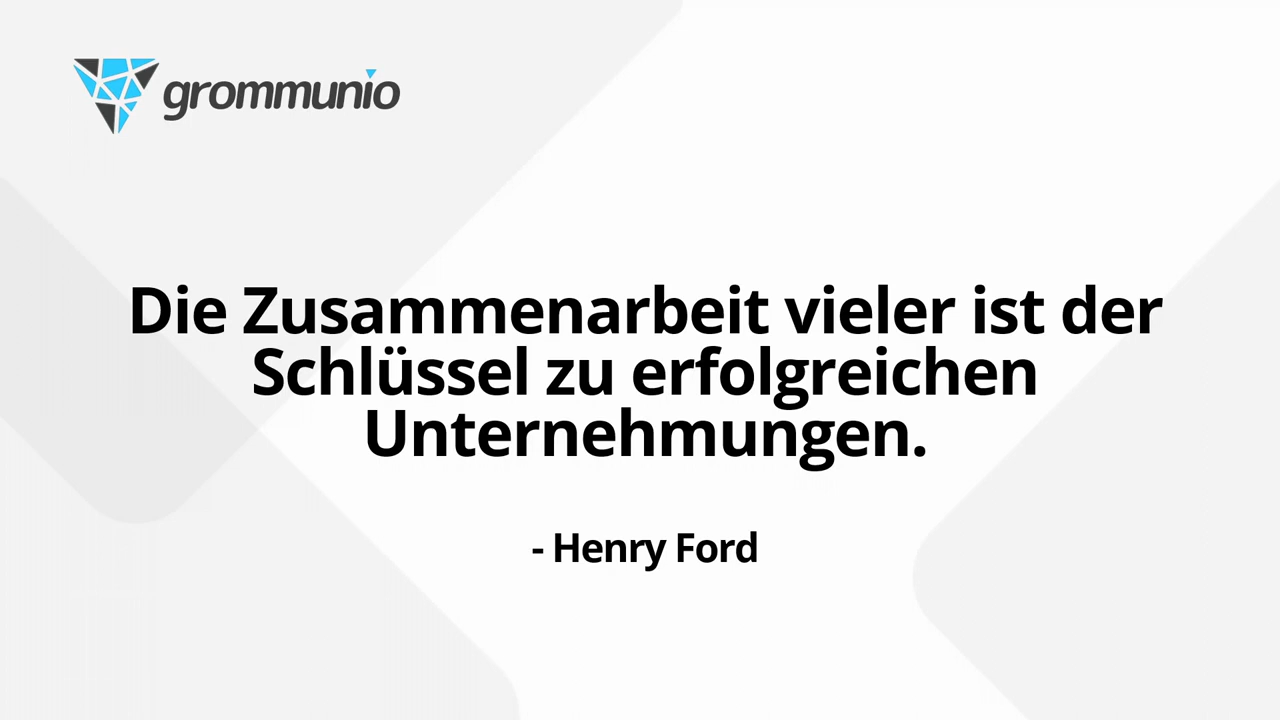 grommunio
Die Zusammenarbeit vieler ist der
Schlüssel zu erfolgreichen
Unternehmungen.
- Henry Ford